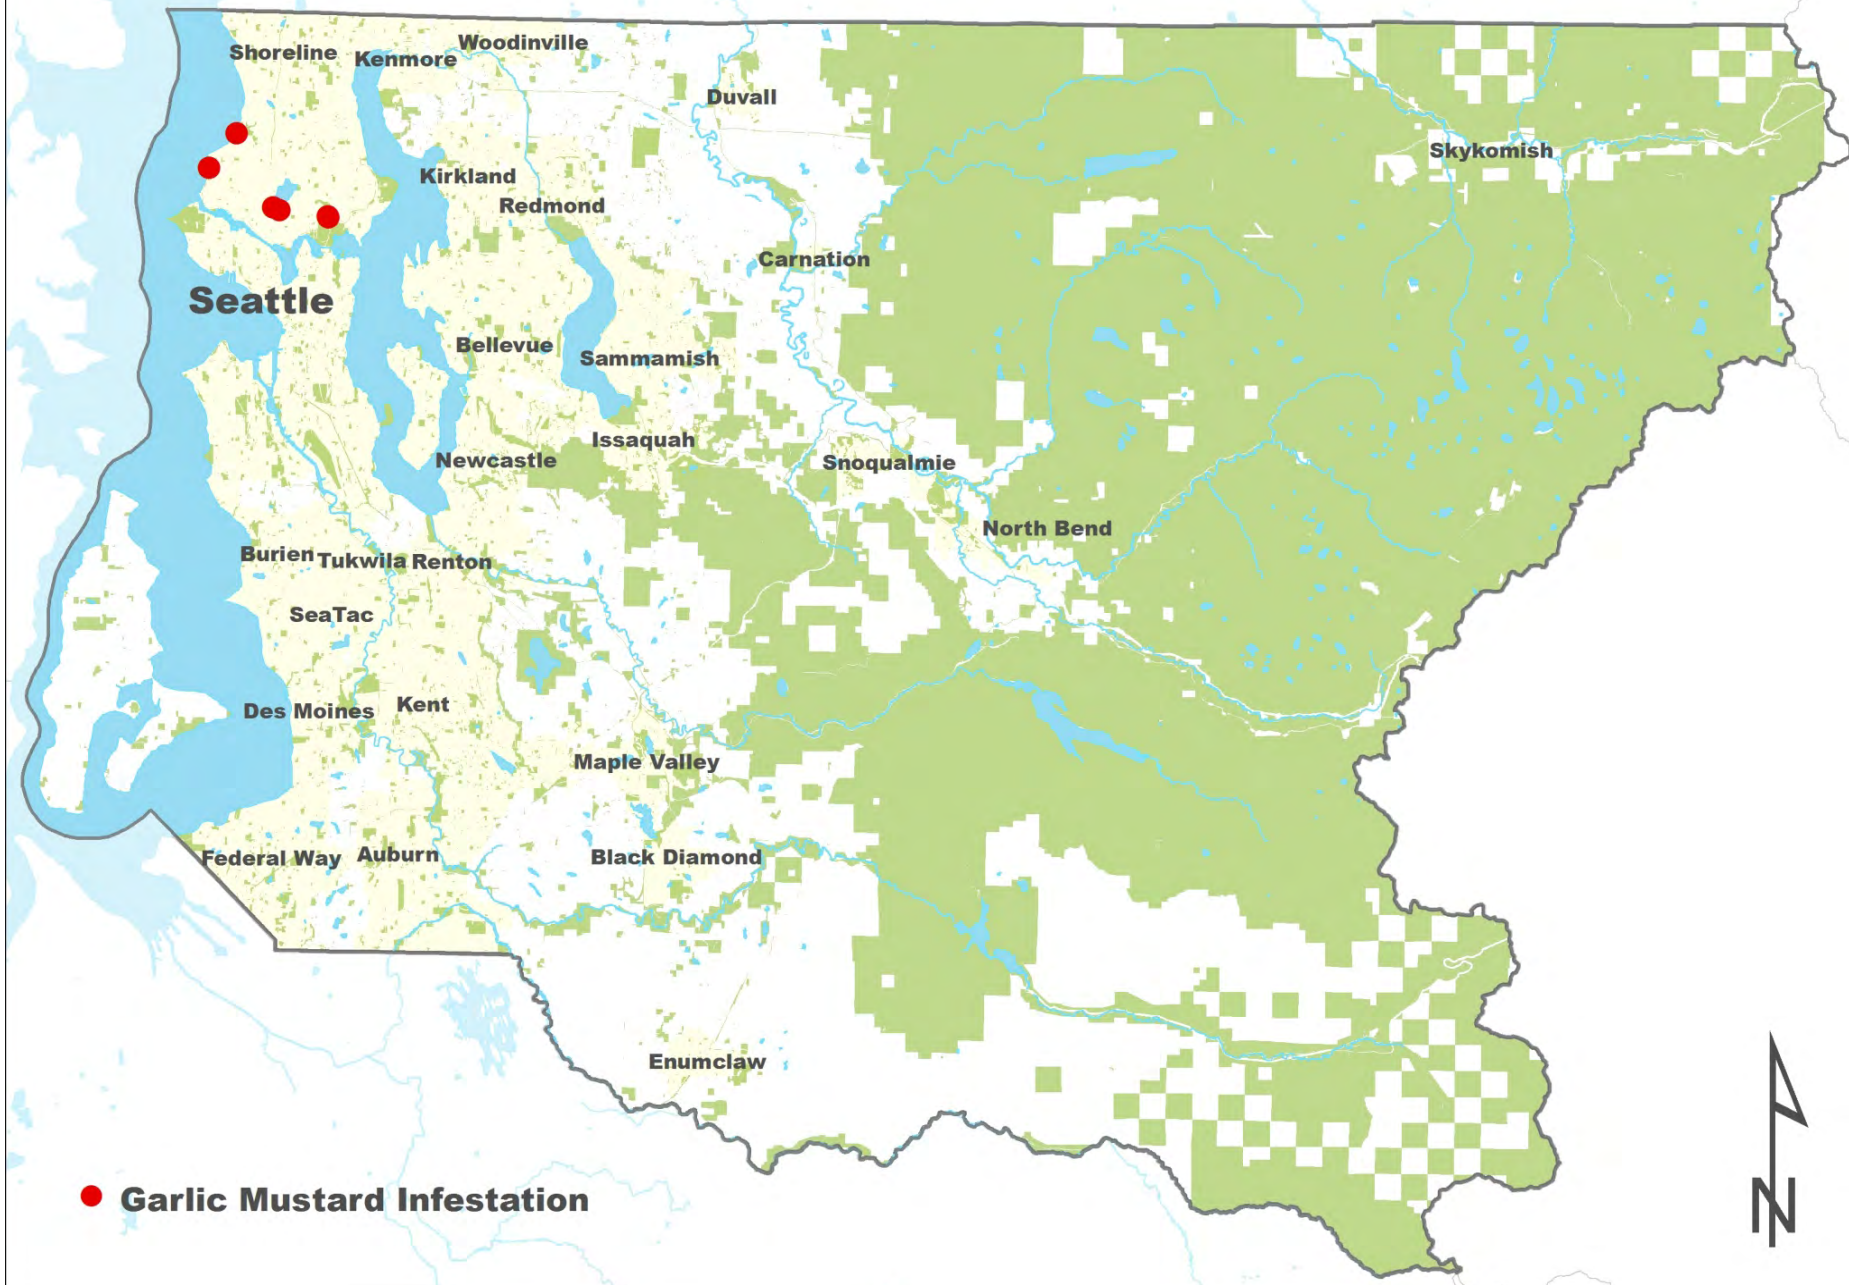 Woodinville
Shoreline
Kenmore
Duvall
Skykomish
Kirkland
Redmond
Carnation
Seattle
Bellevue
Sammamish
Issaquah
Newcastle
Snoqualmie
North Bend
Burien
Tukwila
Renton
SeaTac
Kent
Des Moines
Maple Valley
Federal Way
Auburn
Black Diamond
Enumclaw
Garlic Mustard Infestation
N